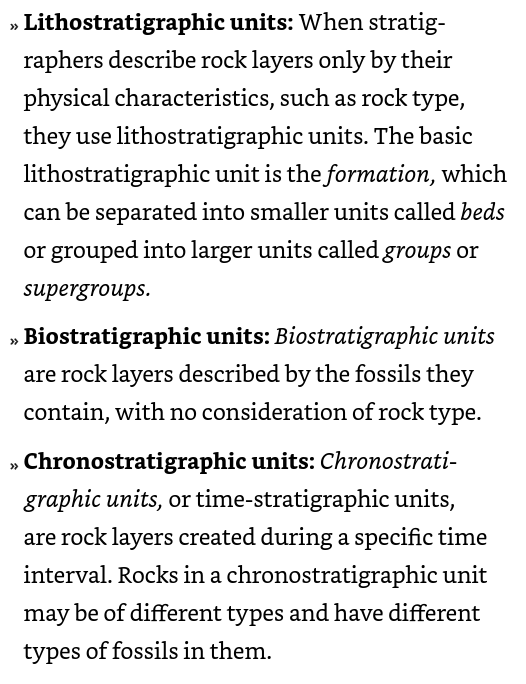 » Lithostratigraphic units: When stratig-
raphers describe rock layers only by their
physical characteristics, such as rock type,
they use lithostratigraphic units. The basic
lithostratigraphic unit is the formation, which
can be separated into smaller units called beds
or grouped into larger units called groups or
supergroups.
» Biostratigraphic units: Biostratigraphic units
are rock layers described by the fossils they
contain, with no consideration of rock type.
» Chronostratigraphic units: Chronostrati-
graphic units, or time-stratigraphic units,
are rock layers created during a specific time
interval. Rocks in a chronostratigraphic unit
may be of different types and have different
types of fossils in them.